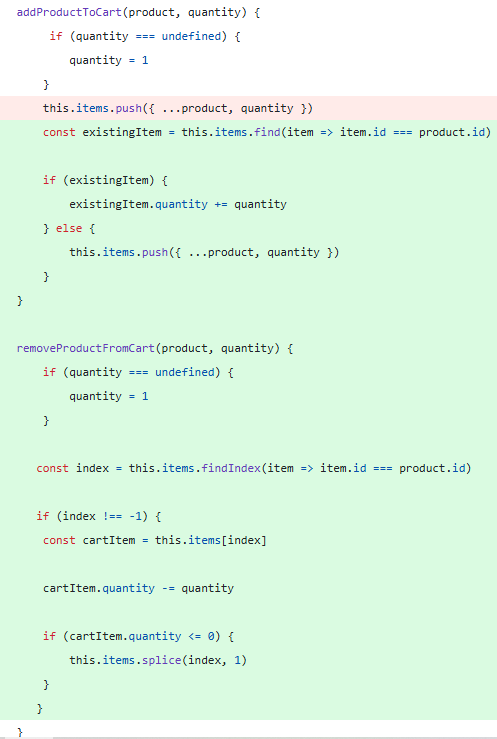 addProductToCart(product, quantity) {
if (quantity === undefined) {
quantity = 1
}
this.items.push({ ...product, quantity })
const existingItem = this.items.find(item => item.id === product.id)
if (existingItem) {
existingItem.quantity += quantity
} else {
this.items.push({ ...product, quantity })
}
}
removeProductFromCart(product, quantity) {
if (quantity === undefined) {
quantity = 1
}
const index = this.items.findIndex(item => item.id === product.id)
if (index !== -1) {
const cartItem = this.items[index]
cartItem.quantity -= quantity
if (cartItem.quantity <= 0) {
this.items.splice(index, 1)
}
}
}